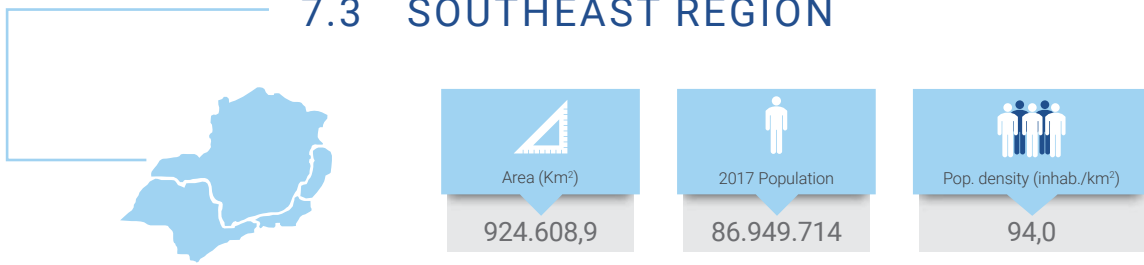 7.3 SOUTHEAST REGION
Area (Km²)
2017 Population
Pop. density (inhab./km²)
924.608,9
86.949.714
94,0